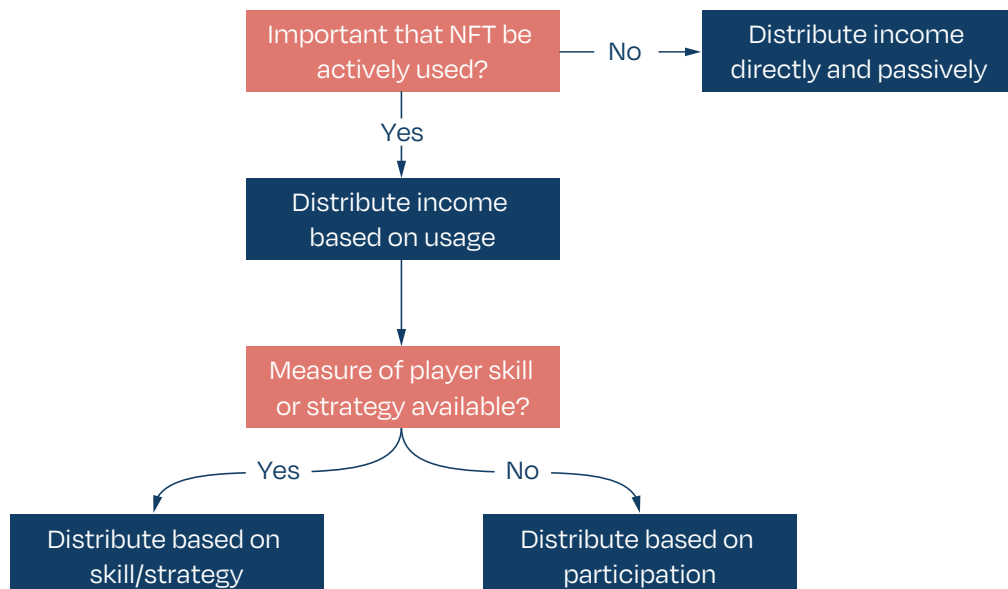 Important that NFT be
actively used?
No
Distribute income
directly and passively
Yes
Distribute income
based on usage
Measure of player skill
or strategy available?
Yes
No
Distribute based on
skill/strategy
Distribute based on
participation